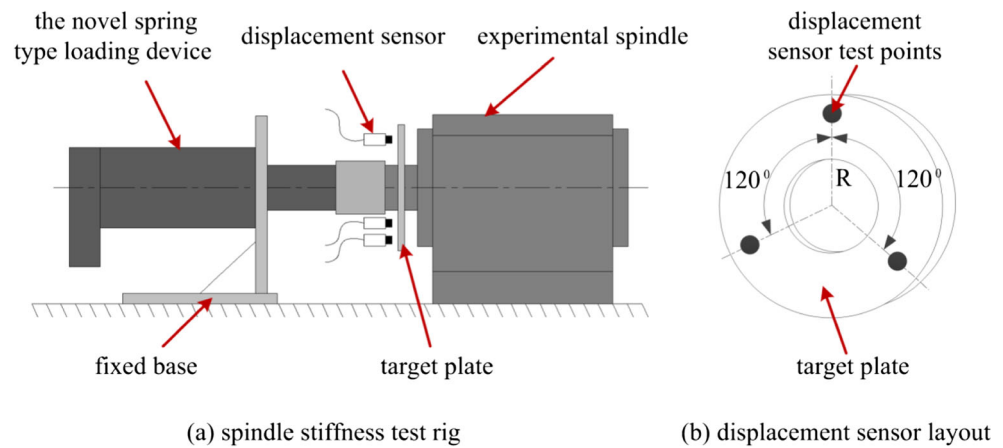 the novel spring
type loading device
displacement sensor
experimental spindle
fixed base
target plate
(a) spindle stiffness test rig
displacement
sensor test points
120⁰
R
120⁰
target plate
(b) displacement sensor layout